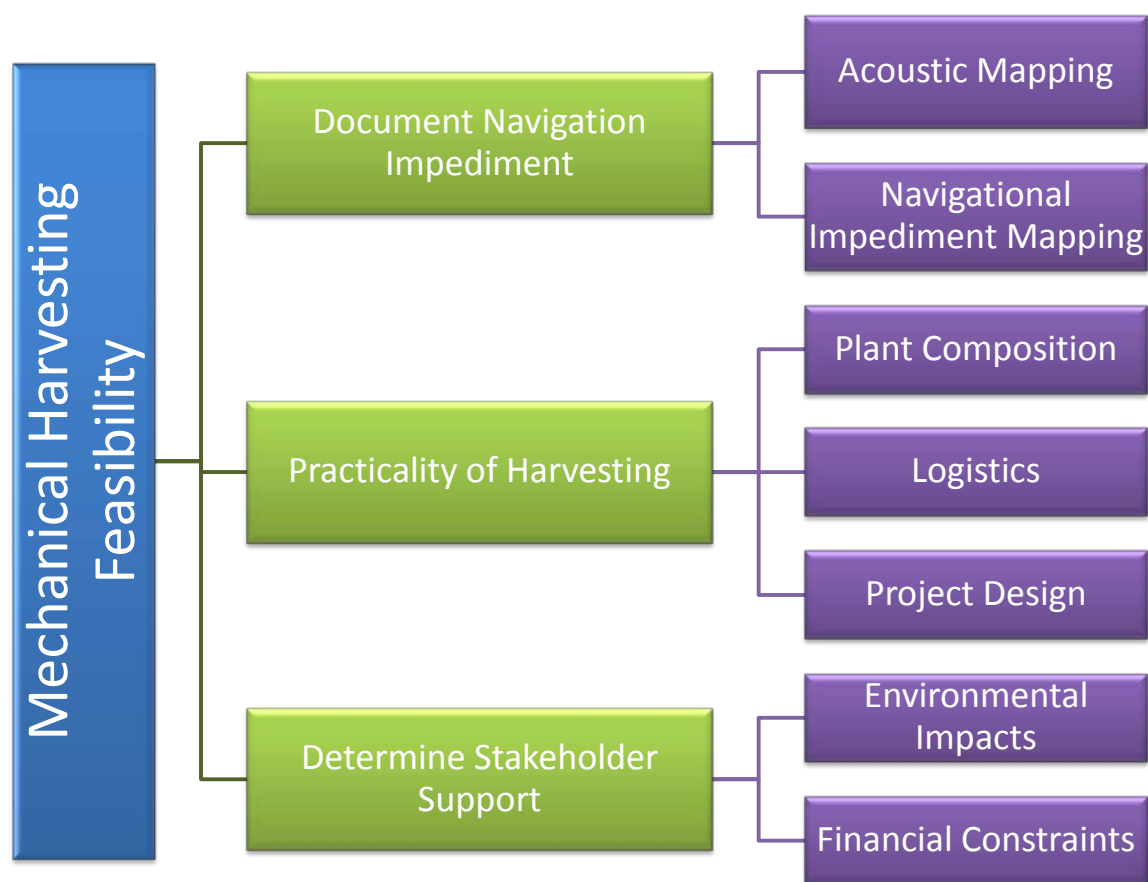 Mechanical Harvesting
Feasibility
Document Navigation
Impediment
Acoustic Mapping
Navigational
Impediment Mapping
Practicality of Harvesting
Plant Composition
Logistics
Project Design
Determine Stakeholder
Support
Environmental
Impacts
Financial Constraints